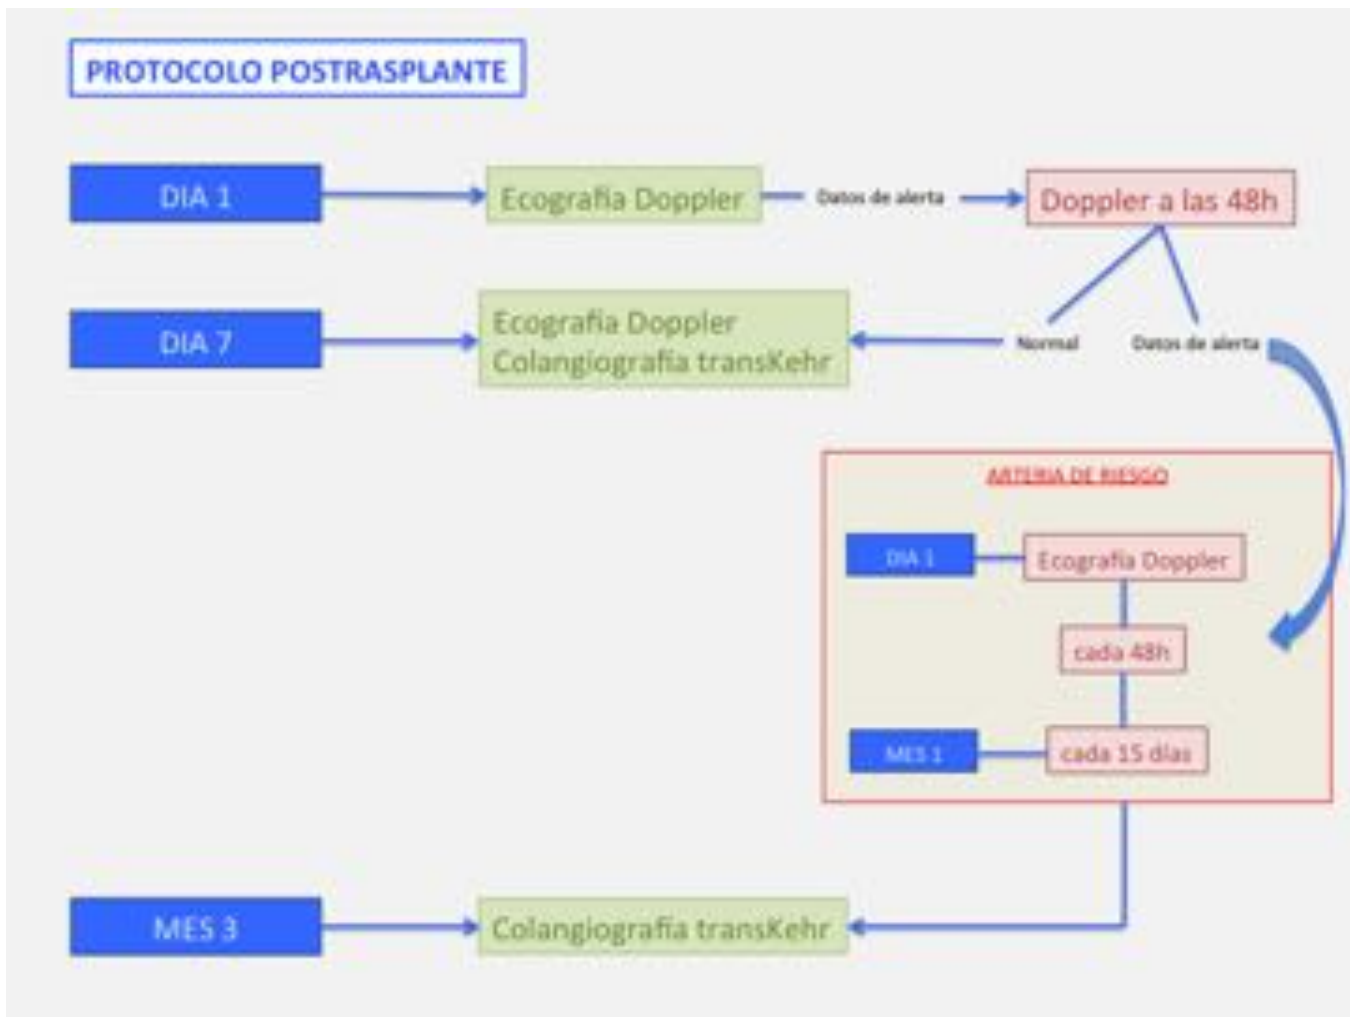 PROTOCOLO POSTRASPLANTE
DIA 1
Ecografía Doppler
Datos de alerta
Doppler a las 48h
DIA 7
Ecografía Doppler
Colangiografía transKehr
Normal
Datos de alerta
ARTERIA DE RIESGO
DIA 1
Ecografía Doppler
cada 48h
MES 1
cada 15 días
MES 3
Colangiografía transKehr